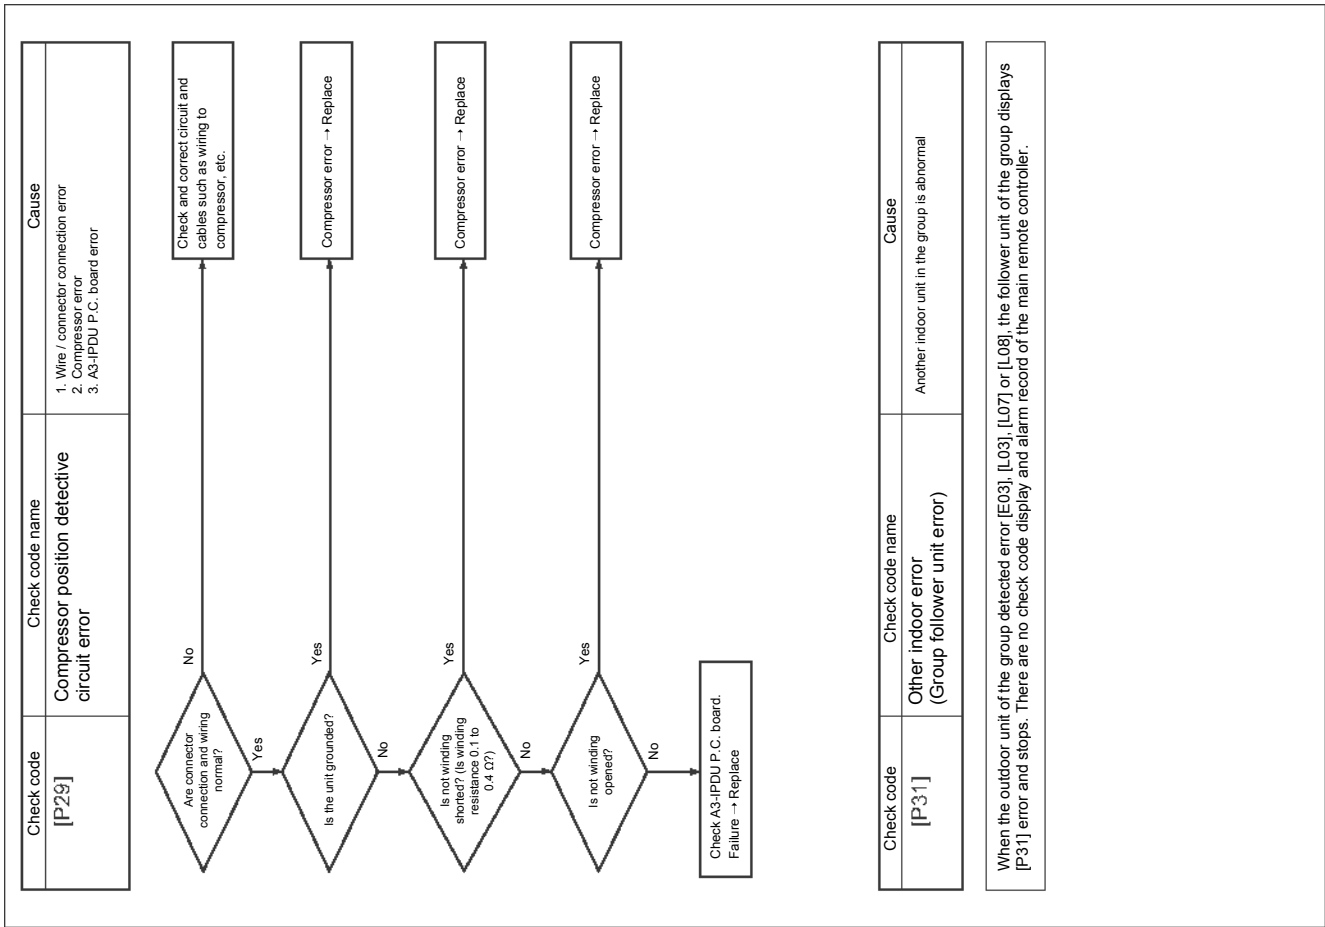 Check code
Check code name
Cause
[P29]
Compressor position detective
circuit error
1. Wire / connector connection error
2. Compressor error
3. A3-IPDU P.C. board error
Are connector
connection and wiring
normal?
No
Check and correct circuit and
cables such as wiring to
compressor, etc.
Yes
Is the unit grounded?
Yes
Compressor error → Replace
No
Is not winding
shorted? (Is winding
resistance 0.1 to
0.4 Ω?)
Yes
Compressor error → Replace
No
Is not winding
opened?
Yes
Compressor error → Replace
No
Check A3-IPDU P.C. board.
Failure → Replace
Check code
Check code name
Cause
[P31]
Other indoor error
(Group follower unit error)
Another indoor unit in the group is abnormal
When the outdoor unit of the group detected error [E03], [L03], [L07] or [L08], the follower unit of the group displays
[P31] error and stops. There are no check code display and alarm record of the main remote controller.